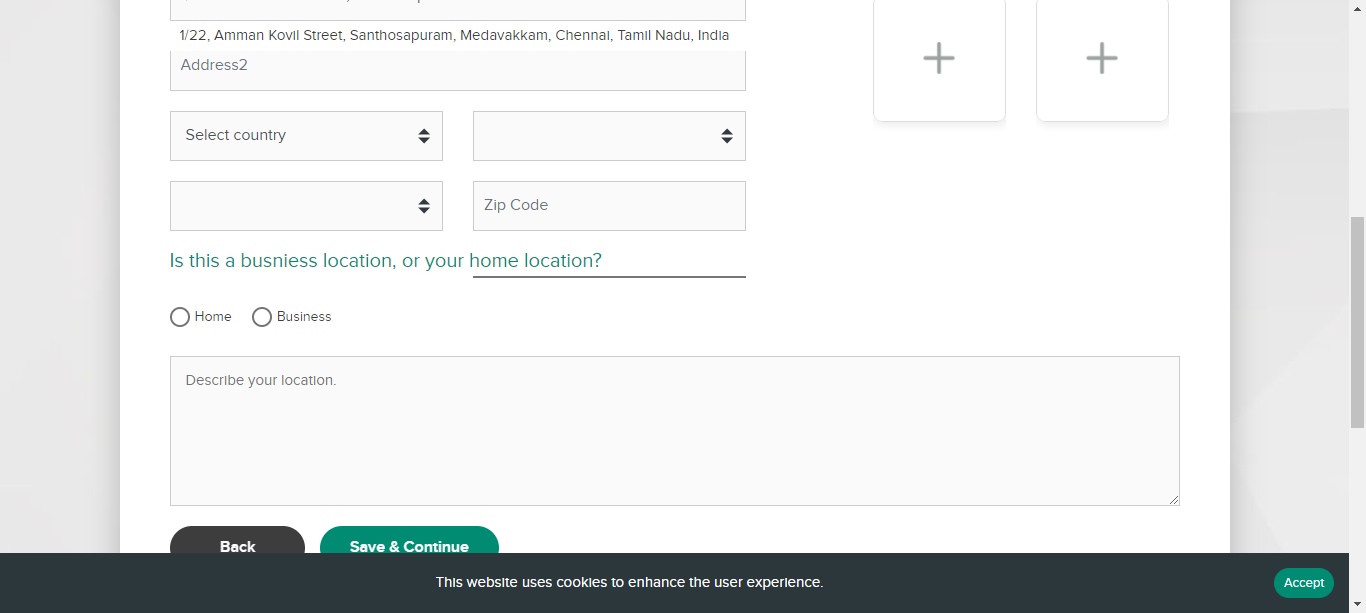 1/22, Amman Kovil Street, Santhosapuram, Medavakkam, Chennai, Tamil Nadu, India
Address2
Select country
Zip Code
Is this a busniess location, or your home location?
Home Business
Describe your location.
Back Save & Continue
This website uses cookies to enhance the user experience. Accept